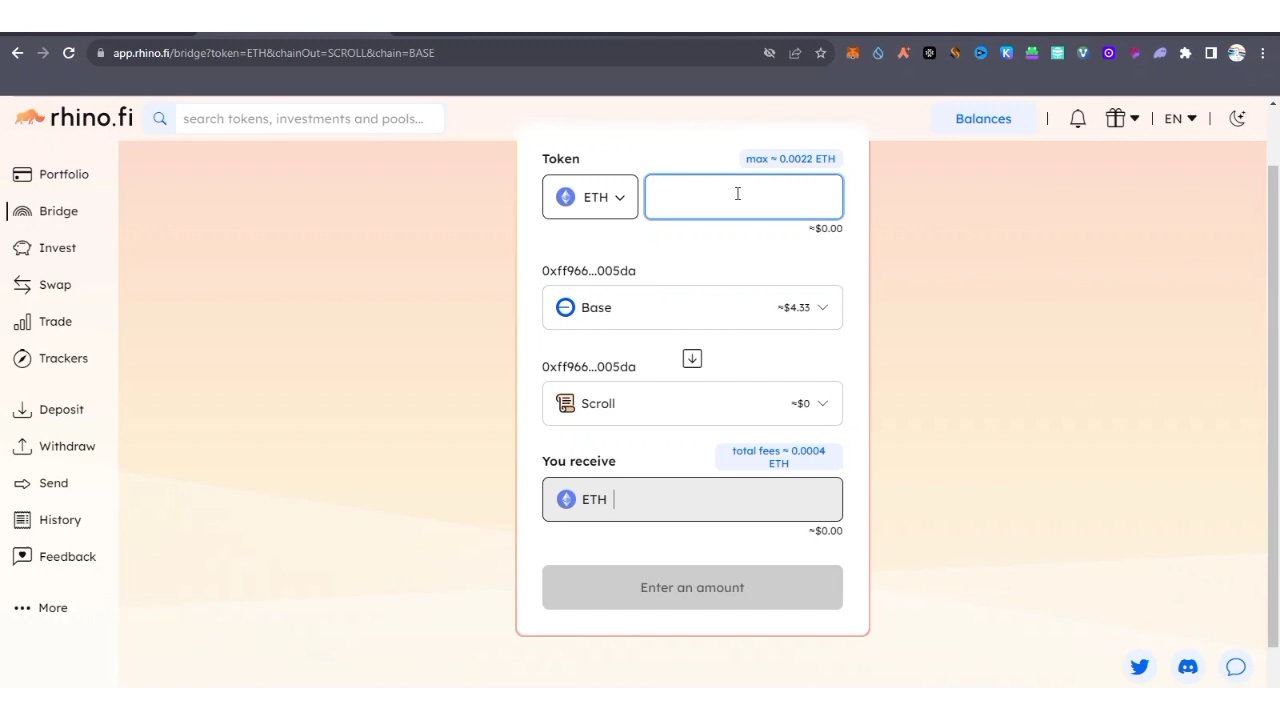 app.rhino.fi/bridge?token=ETH&chainOut=SCROLL&chain=BASE
rhino.fi
search tokens, investments and pools...
Balances
EN
Portfolio
Bridge
Invest
Swap
Trade
Trackers
Deposit
Withdraw
Send
History
Feedback
More
Token
max ≈ 0.0022 ETH
ETH
≈$0.00
0xff966...005da
Base
≈$4.33
0xff966...005da
Scroll
≈$0
You receive
total fees ≈ 0.0004
ETH
ETH
≈$0.00
Enter an amount